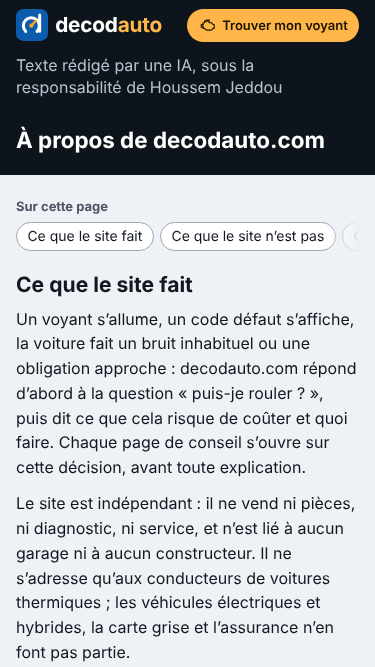 decodauto
Trouver mon voyant
Texte rédigé par une IA, sous la
responsabilité de Houssem Jeddou
À propos de decodauto.com
Sur cette page
Ce que le site fait
Ce que le site n’est pas
Ce que le site fait
Un voyant s’allume, un code défaut s’affiche,
la voiture fait un bruit inhabituel ou une
obligation approche : decodauto.com répond
d’abord à la question « puis-je rouler ? »,
puis dit ce que cela risque de coûter et quoi
faire. Chaque page de conseil s’ouvre sur
cette décision, avant toute explication.
Le site est indépendant : il ne vend ni pièces,
ni diagnostic, ni service, et n’est lié à aucun
garage ni à aucun constructeur. Il ne
s’adresse qu’aux conducteurs de voitures
thermiques ; les véhicules électriques et
hybrides, la carte grise et l’assurance n’en
font pas partie.